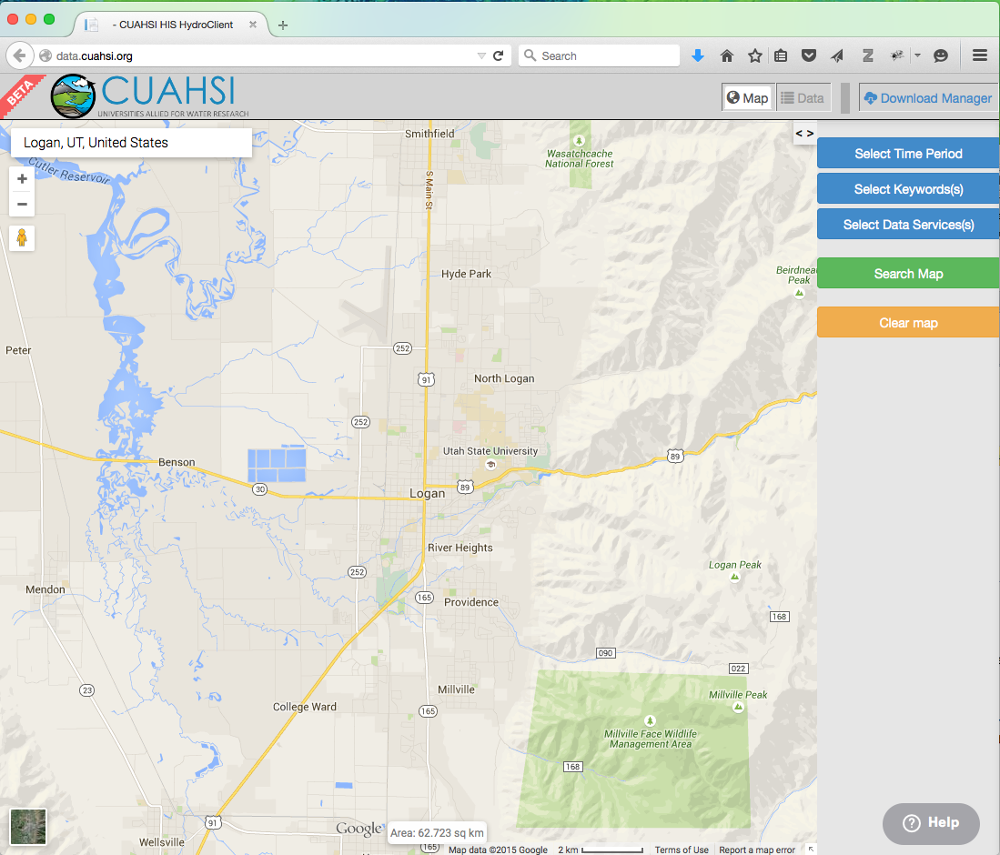 - CUAHSI HIS HydroClient
data.cuahsi.org
Search
BETA
CUAHSI
UNIVERSITIES ALLIED FOR WATER RESEARCH
Map
Data
Download Manager
Logan, UT, United States
< >
Select Time Period
Select Keywords(s)
Select Data Services(s)
Search Map
Clear map
Smithfield
Wasatchcache
National Forest
Cutler Reservoir
S Main St
Hyde Park
Beirdneau
Peak
Peter
252
91
North Logan
252
Utah State University
89
Benson
30
Logan
89
River Heights
Logan Peak
252
Mendon
165
Providence
168
090
022
23
Millville
Millville Peak
College Ward
165
Millville Face Wildlife
Management Area
168
91
Wellsville
Google
Area: 62.723 sq km
165
Map data ©2015 Google
2 km
Terms of Use
Report a map error
Help